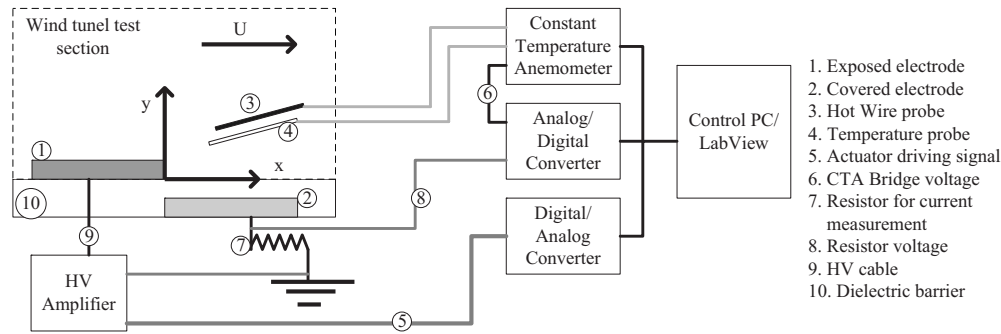 Wind tunel test
section
U
y
x
1
2
3
4
5
6
7
8
9
10
HV
Amplifier
Constant
Temperature
Anemometer
Analog/
Digital
Converter
Digital/
Analog
Converter
Control PC/
LabView
1. Exposed electrode
2. Covered electrode
3. Hot Wire probe
4. Temperature probe
5. Actuator driving signal
6. CTA Bridge voltage
7. Resistor for current
measurement
8. Resistor voltage
9. HV cable
10. Dielectric barrier